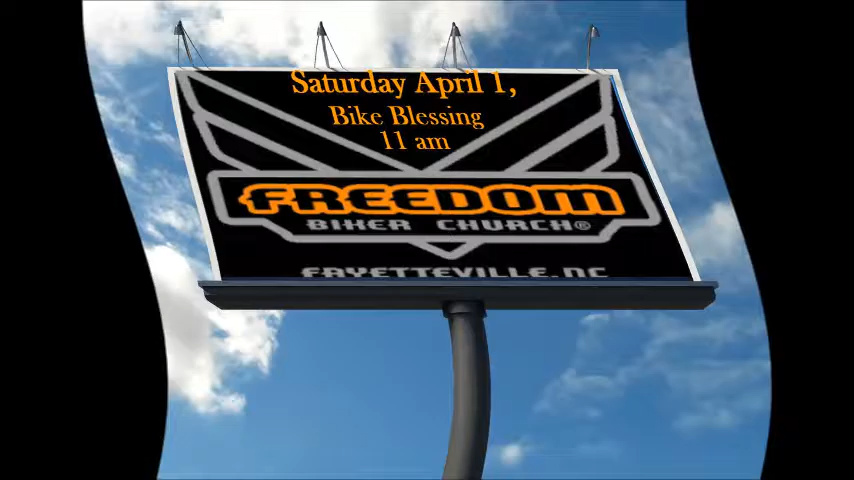 Saturday April 1,
Bike Blessing
11 am
FREEDOM
BIKER CHURCH®
FAYETTEVILLE, NC